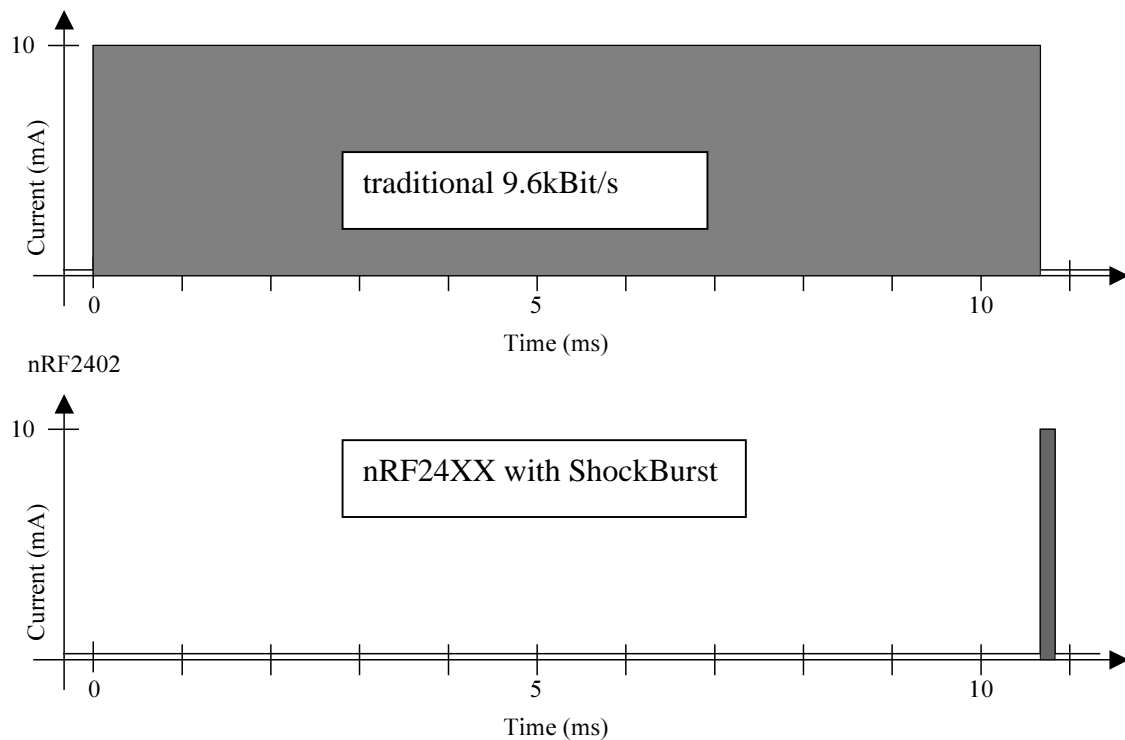 10
Current (mA)
traditional 9.6kBit/s
0 5 10
Time (ms)
nRF2402
10
Current (mA)
nRF24XX with ShockBurst
0 5 10
Time (ms)